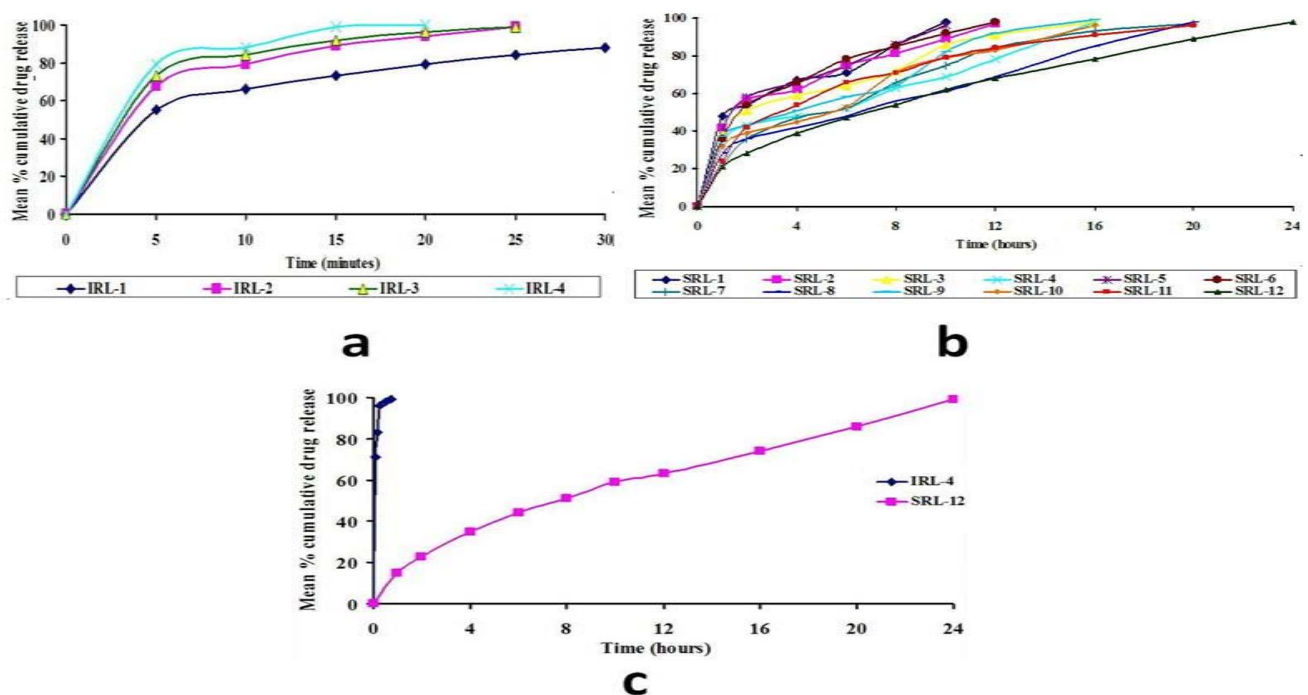 Mean % cumulative drug release
100
80
60
40
20
0
0 5 10 15 20 25 30
Time (minutes)
IRL-1 IRL-2 IRL-3 IRL-4
a
Mean % cumulative drug release
100
80
60
40
20
0
0 4 8 12 16 20 24
Time (hours)
SRL-1 SRL-2 SRL-3 SRL-4 SRL-5 SRL-6
SRL-7 SRL-8 SRL-9 SRL-10 SRL-11 SRL-12
b
Mean % cumulative drug release
100
80
60
40
20
0
0 4 8 12 16 20 24
Time (hours)
IRL-4
SRL-12
c